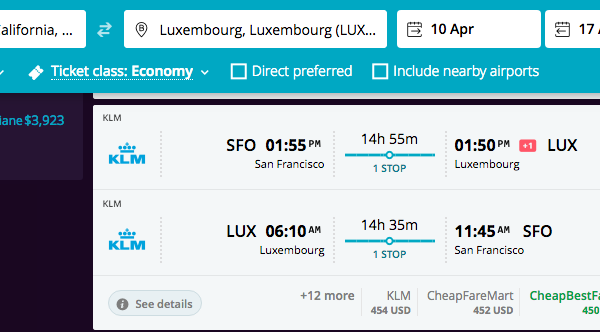 alifornia, ...
Luxembourg, Luxembourg (LUX...
10 Apr
17 A
Ticket class: Economy
Direct preferred
Include nearby airports
iane $3,923
KLM
KLM
SFO 01:55 PM
San Francisco
14h 55m
1 STOP
01:50 PM +1 LUX
Luxembourg
KLM
KLM
LUX 06:10 AM
Luxembourg
14h 35m
1 STOP
11:45 AM SFO
San Francisco
See details
+12 more
KLM
454 USD
CheapFareMart
452 USD
CheapBestFa
450